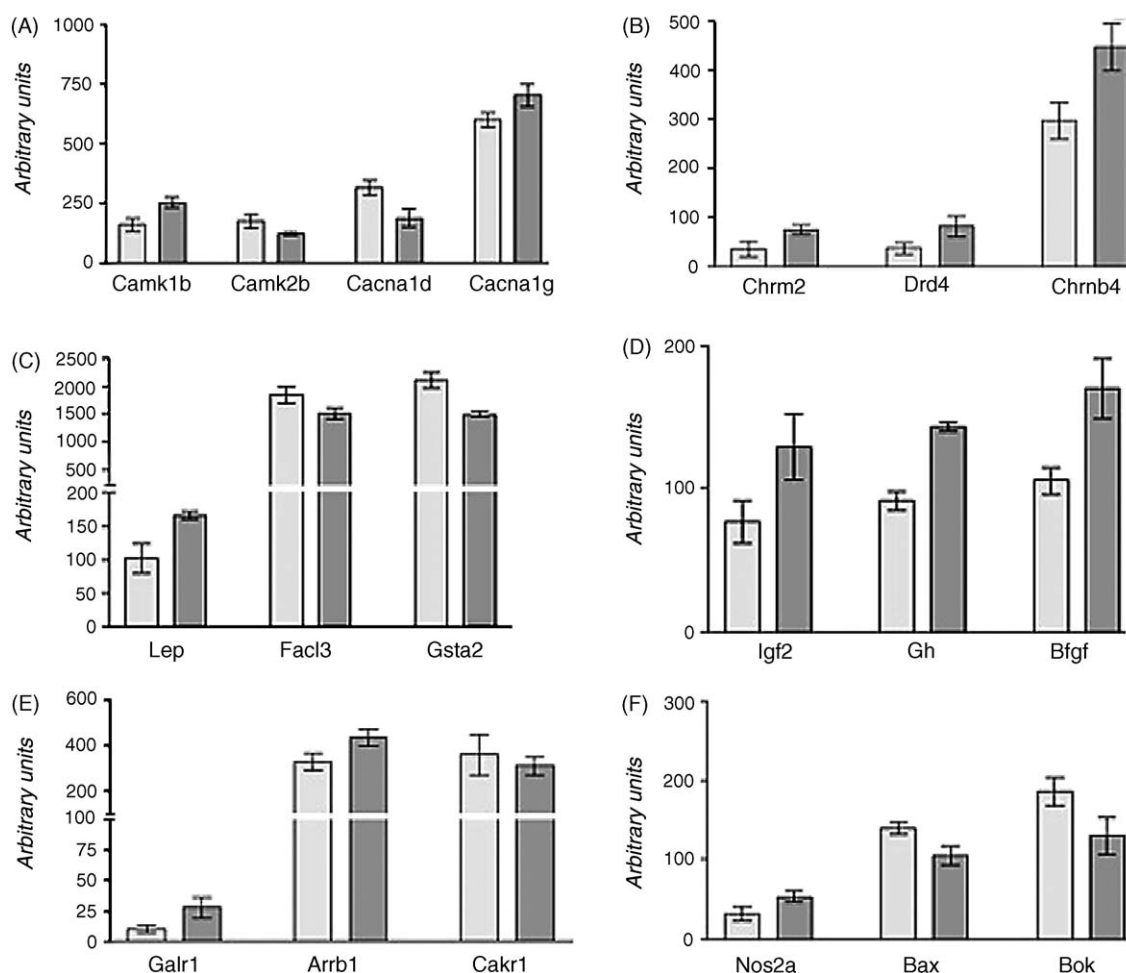 (A)
Arbitrary units
1000
750
500
250
0
Camk1b Camk2b Cacna1d Cacna1g
(B)
Arbitrary units
500
400
300
200
100
0
Chrm2 Drd4 Chrnb4
(C)
Arbitrary units
2500
2000
1500
1000
500
200
150
100
50
0
Lep Facl3 Gsta2
(D)
Arbitrary units
200
100
0
Igf2 Gh Bfgf
(E)
Arbitrary units
600
400
200
100
75
50
25
0
Galr1 Arrb1 Cakr1
(F)
Arbitrary units
300
200
100
0
Nos2a Bax Bok